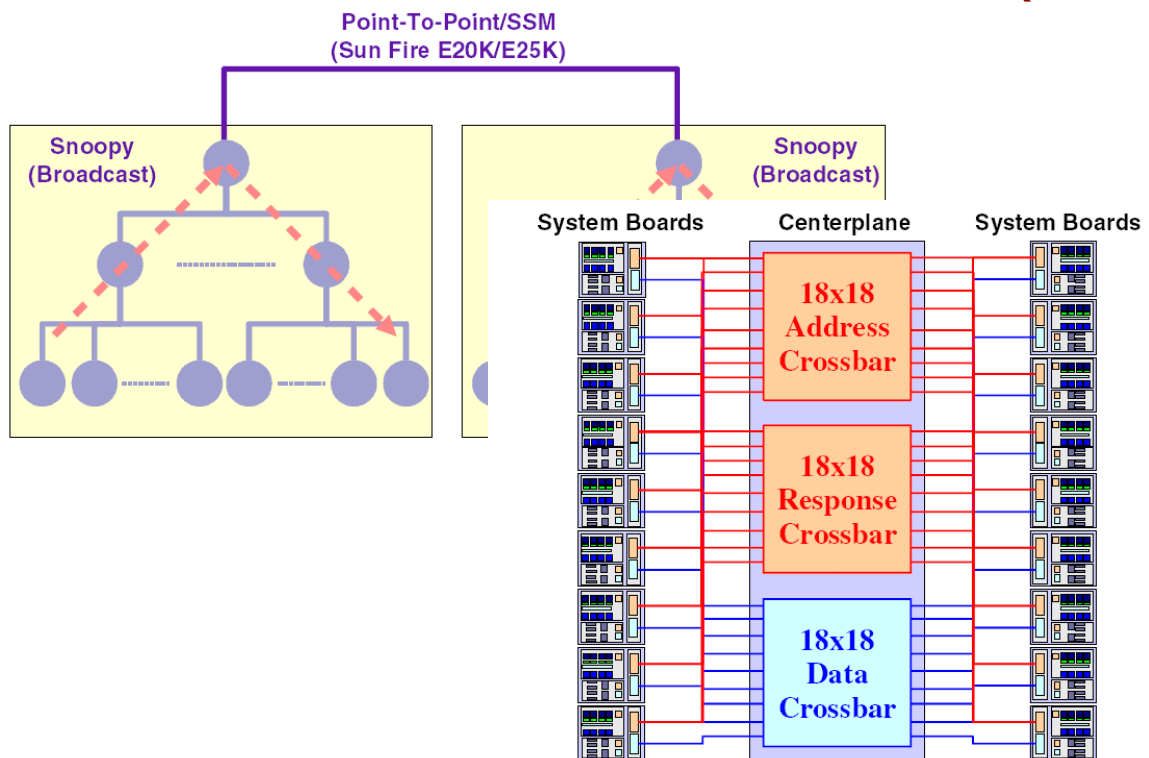 Point-To-Point/SSM
(Sun Fire E20K/E25K)
Snoopy
(Broadcast)
Snoopy
(Broadcast)
System Boards
Centerplane
System Boards
18x18
Address
Crossbar
18x18
Response
Crossbar
18x18
Data
Crossbar